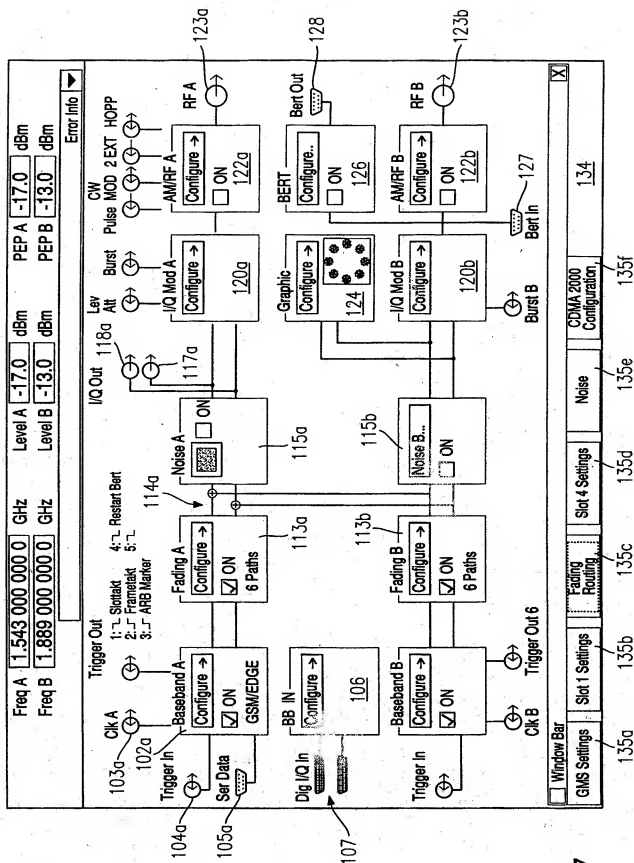 Freq A 1.543 000 000 0 GHz Level A -17.0 dBm PEP A -17.0 dBm
Freq B 1.889 000 000 0 GHz Level B -13.0 dBm PEP B -13.0 dBm
Error Info
Trigger Out
1: Slottakt 4: Restart Bert
2: Frametakt 5:
3: ARB Marker
Clk A
103a
102a
Trigger In
104a
Ser Data
105a
Baseband A
Configure →
ON
GSM/EDGE
Fading A
Configure →
ON
6 Paths
113a
114a
Noise A
ON
115a
I/Q Out
118a
117a
Lev Att
Burst
I/Q Mod A
Configure →
120a
CW
Pulse MOD 2 EXT HOPP
AM/RF A
Configure →
ON
122a
RF A
123a
Dig I/Q In
107
BB IN
Configure →
106
Graphic
Configure →
124
BERT
Configure...
ON
126
Bert Out
128
Trigger In
Baseband B
Configure →
ON
Clk B
Trigger Out 6
Fading B
Configure →
ON
6 Paths
113b
Noise B...
ON
115b
I/Q Mod B
Configure →
120b
Burst B
AM/RF B
Configure →
ON
122b
RF B
123b
Bert In
127
Window Bar
X
GMS Settings
Slot 1 Settings
Fading Routing
Slot 4 Settings
Noise
CDMA 2000 Configuration
134
135a
135b
135c
135d
135e
135f